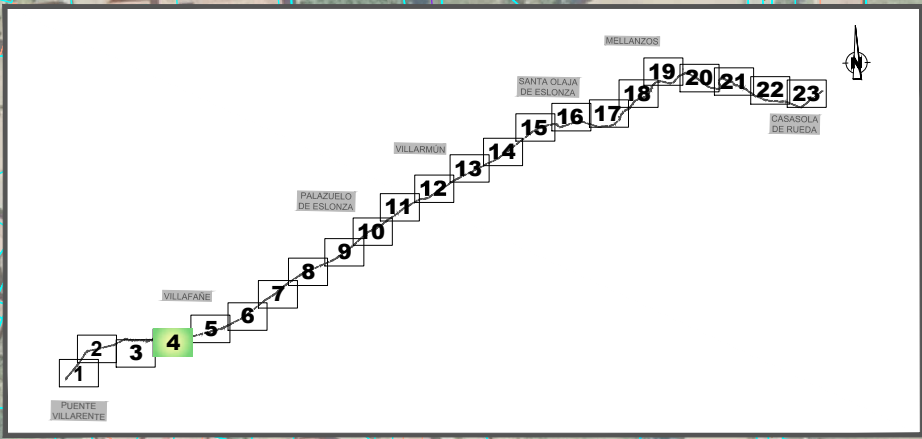 MELLANZOS
N
19
20
21
22
23
SANTA OLAJA
DE ESLONZA
18
17
16
15
CASASOLA
DE RUEDA
VILLARMÚN
14
13
12
PALAZUELO
DE ESLONZA
11
10
9
8
7
VILLAFAÑE
6
5
4
3
2
1
PUENTE
VILLARENTE